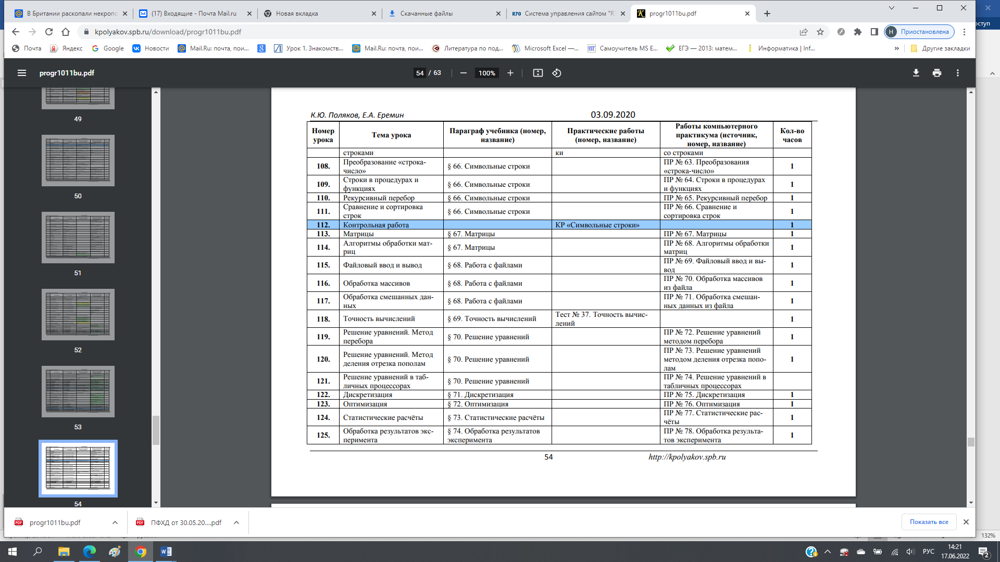 В Британии раскопали некропо
(17) Входящие - Почта Mail.ru
Новая вкладка
Скачанные файлы
R70 Система управления сайтом "R7
progr1011bu.pdf
kpolyakov.spb.ru/download/progr1011bu.pdf
Н Приостановлена
Почта
Яндекс
Google
Новости
Mail.Ru: почта, пои...
Урок 1. Знакомств...
Mail.Ru: почта, пои...
Литература по под...
Microsoft Excel —...
Самоучитель MS E...
ЕГЭ — 2013: матем...
Информатика | Inf...
»
Другие закладки
progr1011bu.pdf
54 / 63
100%
49
50
51
52
53
54
К.Ю. Поляков, Е.А. Еремин 03.09.2020
Номер урока
Тема урока
Параграф учебника (номер, название)
Практические работы (номер, название)
Работы компьютерного практикума (источник, номер, название)
Кол-во часов
строками ки со строками
108. Преобразование «строка-число» § 66. Символьные строки ПР № 63. Преобразования «строка-число» 1
109. Строки в процедурах и функциях § 66. Символьные строки ПР № 64. Строки в процедурах и функциях 1
110. Рекурсивный перебор § 66. Символьные строки ПР № 65. Рекурсивный перебор 1
111. Сравнение и сортировка строк § 66. Символьные строки ПР № 66. Сравнение и сортировка строк 1
112. Контрольная работа КР «Символьные строки» 1
113. Матрицы § 67. Матрицы ПР № 67. Матрицы 1
114. Алгоритмы обработки мат-риц § 67. Матрицы ПР № 68. Алгоритмы обработки матриц 1
115. Файловый ввод и вывод § 68. Работа с файлами ПР № 69. Файловый ввод и вы-вод 1
116. Обработка массивов § 68. Работа с файлами ПР № 70. Обработка массивов из файла 1
117. Обработка смешанных дан-ных § 68. Работа с файлами ПР № 71. Обработка смешан-ных данных из файла 1
118. Точность вычислений § 69. Точность вычислений Тест № 37. Точность вычис-лений 1
119. Решение уравнений. Метод перебора § 70. Решение уравнений ПР № 72. Решение уравнений методом перебора 1
120. Решение уравнений. Метод деления отрезка пополам § 70. Решение уравнений ПР № 73. Решение уравнений методом деления отрезка попо-лам 1
121. Решение уравнений в таб-личных процессорах § 70. Решение уравнений ПР № 74. Решение уравнений в табличных процессорах
122. Дискретизация § 71. Дискретизация ПР № 75. Дискретизация 1
123. Оптимизация § 72. Оптимизация ПР № 76. Оптимизация 1
124. Статистические расчёты § 73. Статистические расчёты ПР № 77. Статистические рас-чёты 1
125. Обработка результатов экс-перимента § 74. Обработка результатов эксперимента ПР № 78. Обработка результа-тов эксперимента 1
54 http://kpolyakov.spb.ru
progr1011bu.pdf
ПФХД от 30.05.20....pdf
Показать все
132%
РУС
14:21
17.06.2022
2